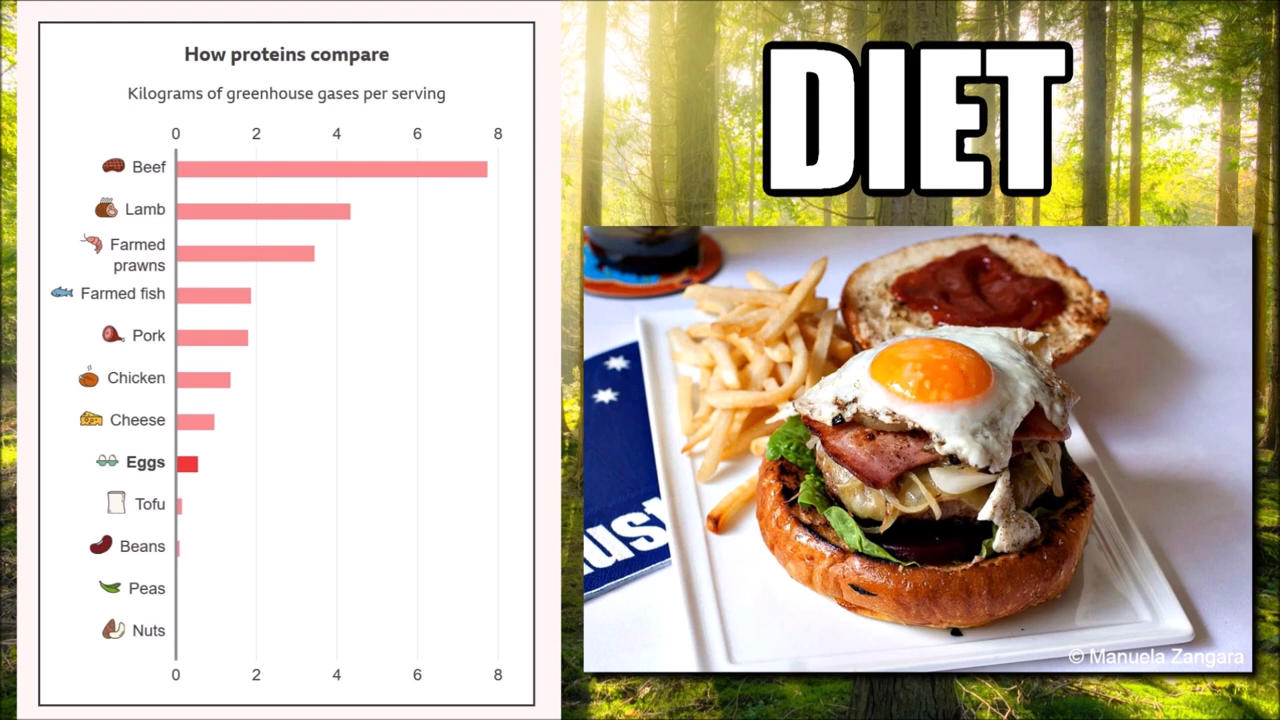 How proteins compare
Kilograms of greenhouse gases per serving
0 2 4 6 8
Beef
Lamb
Farmed
prawns
Farmed fish
Pork
Chicken
Cheese
Eggs
Tofu
Beans
Peas
Nuts
0 2 4 6 8
DIET
ust
© Manuela Zangara